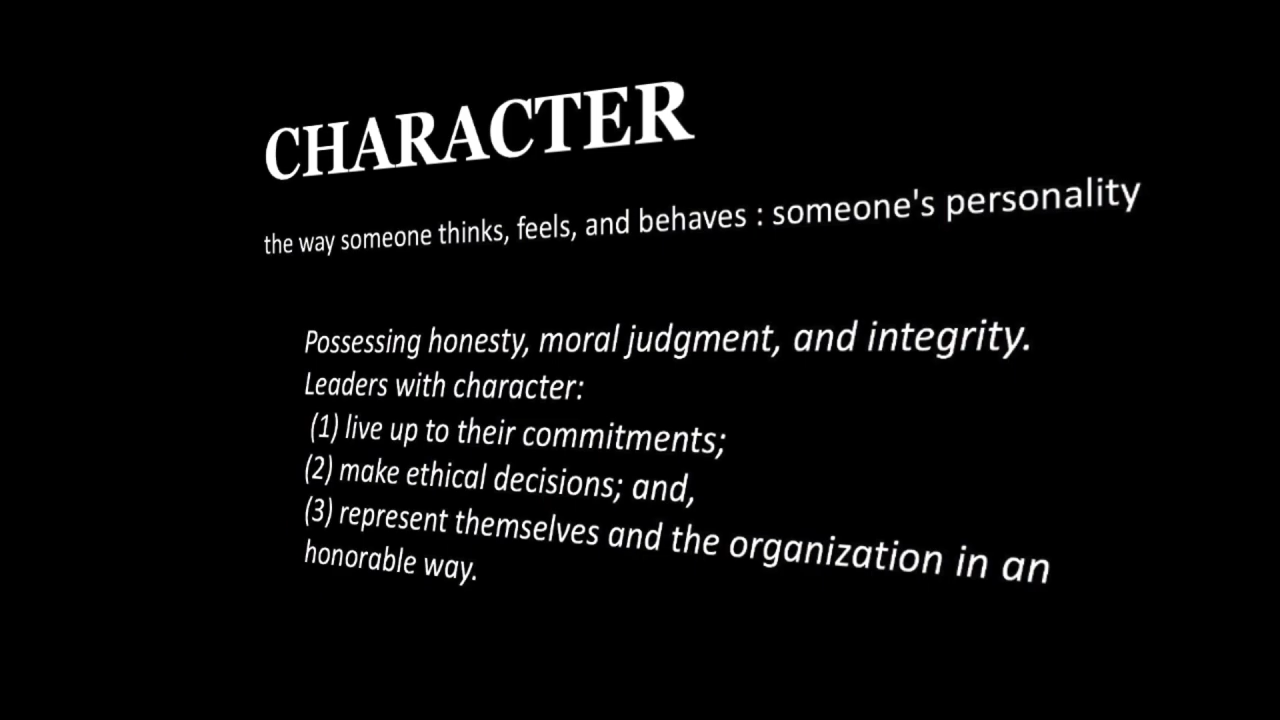 CHARACTER
the way someone thinks, feels, and behaves : someone's personality
Possessing honesty, moral judgment, and integrity.
Leaders with character:
(1) live up to their commitments;
(2) make ethical decisions; and,
(3) represent themselves and the organization in an
honorable way.